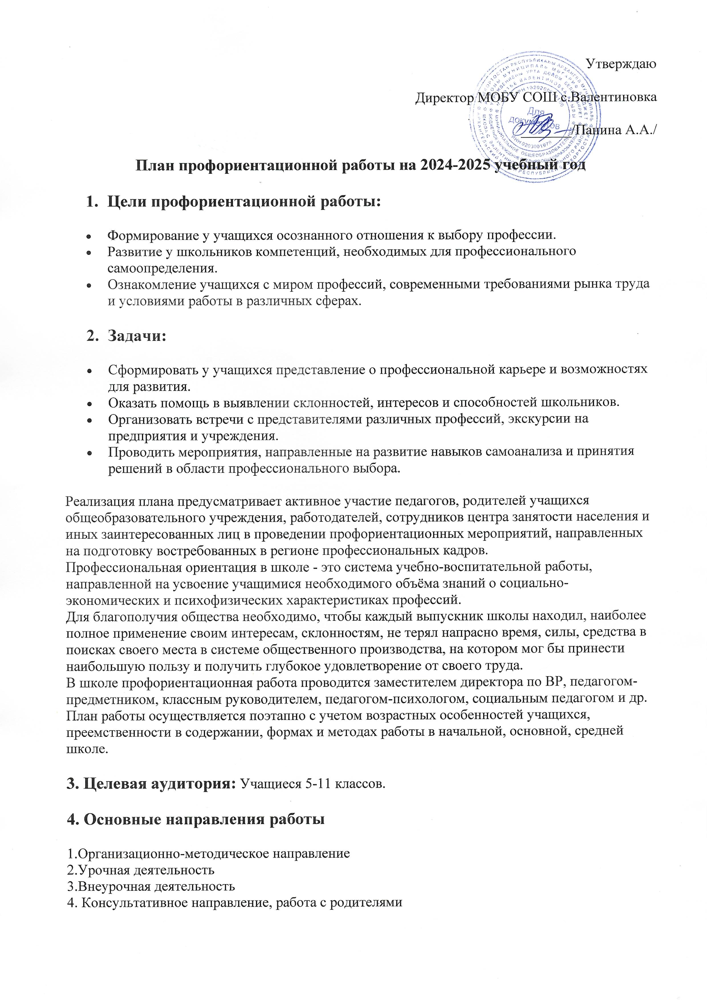 Утверждаю
Директор МОБУ СОШ с.Валентиновка
/Панина А.А./
Для
документов
ИНН 0203001970
План профориентационной работы на 2024-2025 учебный год
1. Цели профориентационной работы:
• Формирование у учащихся осознанного отношения к выбору профессии.
• Развитие у школьников компетенций, необходимых для профессионального
самоопределения.
• Ознакомление учащихся с миром профессий, современными требованиями рынка труда
и условиями работы в различных сферах.
2. Задачи:
• Сформировать у учащихся представление о профессиональной карьере и возможностях
для развития.
• Оказать помощь в выявлении склонностей, интересов и способностей школьников.
• Организовать встречи с представителями различных профессий, экскурсии на
предприятия и учреждения.
• Проводить мероприятия, направленные на развитие навыков самоанализа и принятия
решений в области профессионального выбора.
Реализация плана предусматривает активное участие педагогов, родителей учащихся
общеобразовательного учреждения, работодателей, сотрудников центра занятости населения и
иных заинтересованных лиц в проведении профориентационных мероприятий, направленных
на подготовку востребованных в регионе профессиональных кадров.
Профессиональная ориентация в школе - это система учебно-воспитательной работы,
направленной на усвоение учащимися необходимого объёма знаний о социально-
экономических и психофизических характеристиках профессий.
Для благополучия общества необходимо, чтобы каждый выпускник школы находил, наиболее
полное применение своим интересам, склонностям, не терял напрасно время, силы, средства в
поисках своего места в системе общественного производства, на котором мог бы принести
наибольшую пользу и получить глубокое удовлетворение от своего труда.
В школе профориентационная работа проводится заместителем директора по ВР, педагогом-
предметником, классным руководителем, педагогом-психологом, социальным педагогом и др.
План работы осуществляется поэтапно с учетом возрастных особенностей учащихся,
преемственности в содержании, формах и методах работы в начальной, основной, средней
школе.
3. Целевая аудитория: Учащиеся 5-11 классов.
4. Основные направления работы
1.Организационно-методическое направление
2.Урочная деятельность
3.Внеурочная деятельность
4. Консультативное направление, работа с родителями